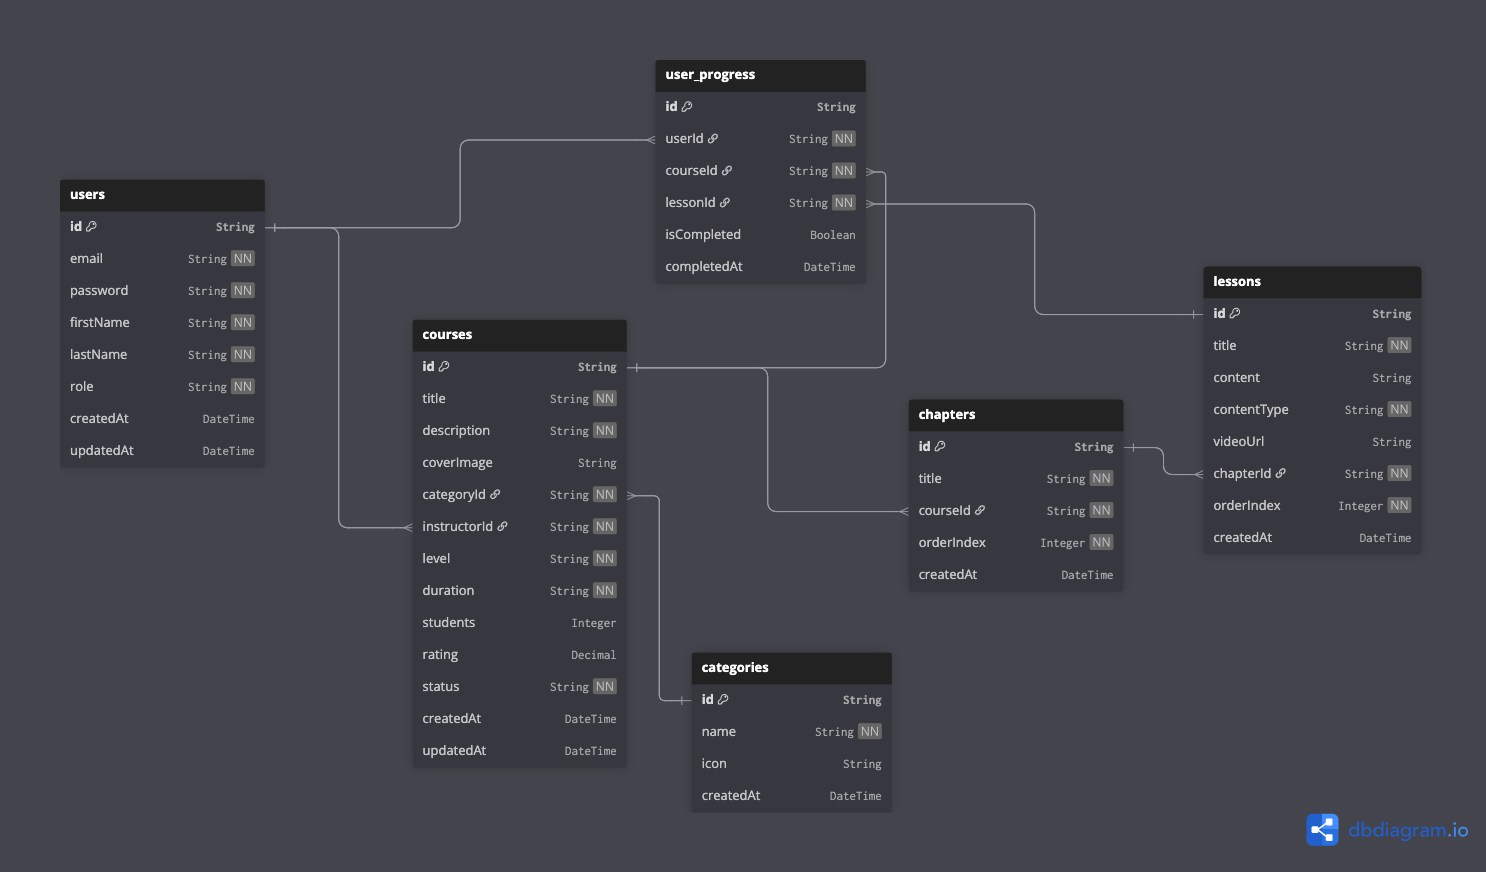 user_progress
id String
userId String NN
courseId String NN
lessonId String NN
isCompleted Boolean
completedAt DateTime
users
id String
email String NN
password String NN
firstName String NN
lastName String NN
role String NN
createdAt DateTime
updatedAt DateTime
lessons
id String
title String NN
content String
contentType String NN
videoUrl String
chapterId String NN
orderIndex Integer NN
createdAt DateTime
courses
id String
title String NN
description String NN
coverImage String
categoryId String NN
instructorId String NN
level String NN
duration String NN
students Integer
rating Decimal
status String NN
createdAt DateTime
updatedAt DateTime
chapters
id String
title String NN
courseId String NN
orderIndex Integer NN
createdAt DateTime
categories
id String
name String NN
icon String
createdAt DateTime
dbdiagram.io